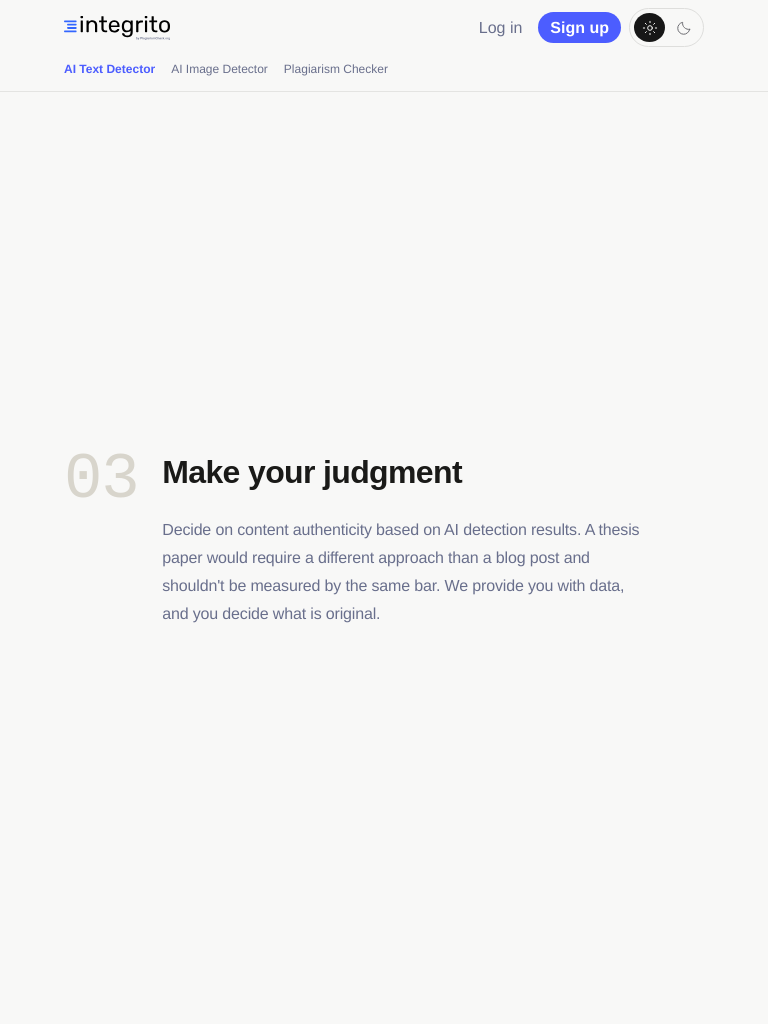 integrito
Log in
Sign up
AI Text Detector
AI Image Detector
Plagiarism Checker
03
Make your judgment
Decide on content authenticity based on AI detection results. A thesis
paper would require a different approach than a blog post and
shouldn't be measured by the same bar. We provide you with data,
and you decide what is original.